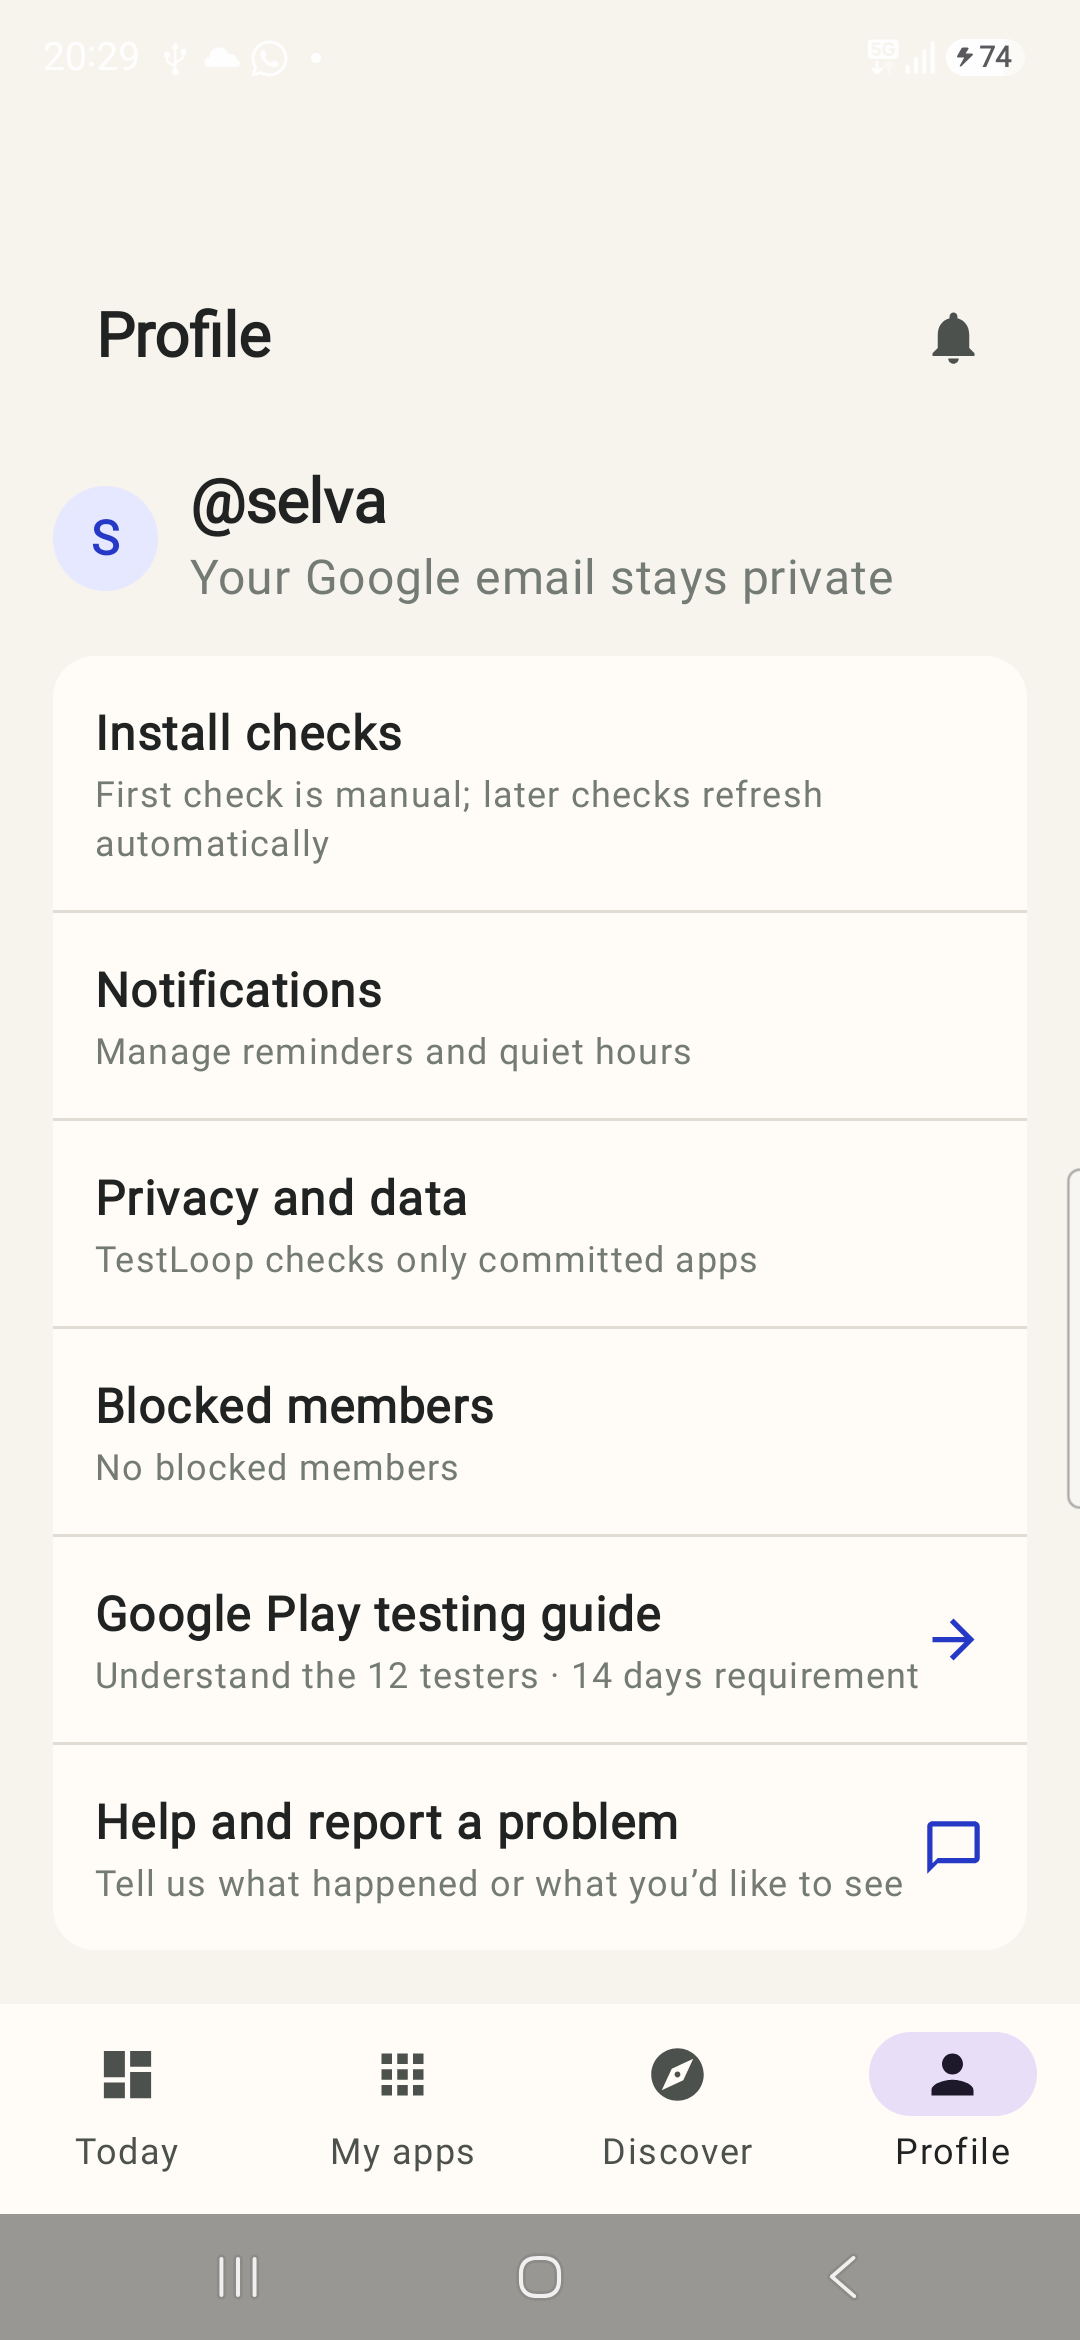 20:29
5G
74
Profile
S
@selva
Your Google email stays private
Install checks
First check is manual; later checks refresh
automatically
Notifications
Manage reminders and quiet hours
Privacy and data
TestLoop checks only committed apps
Blocked members
No blocked members
Google Play testing guide
Understand the 12 testers · 14 days requirement
Help and report a problem
Tell us what happened or what you’d like to see
Today
My apps
Discover
Profile